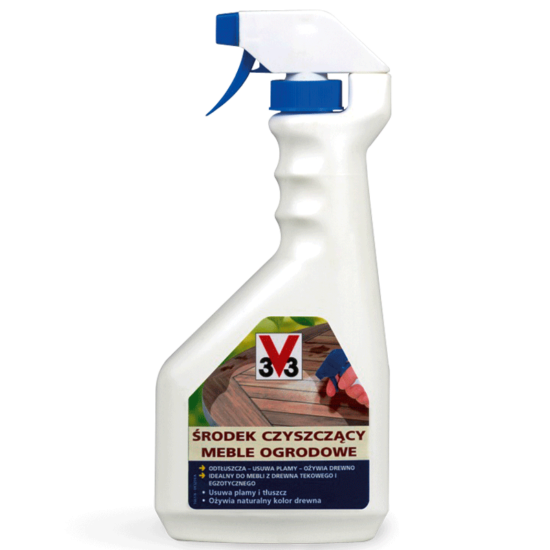 3V3
ŚRODEK CZYSZCZĄCY
MEBLE OGRODOWE
ODTŁUSZCZA – USUWA PLAMY – OŻYWIA DREWNO
IDEALNY DO MEBLI Z DREWNA TEKOWEGO I
EGZOTYCZNEGO
• Usuwa plamy i tłuszcz
• Ożywia naturalny kolor drewna